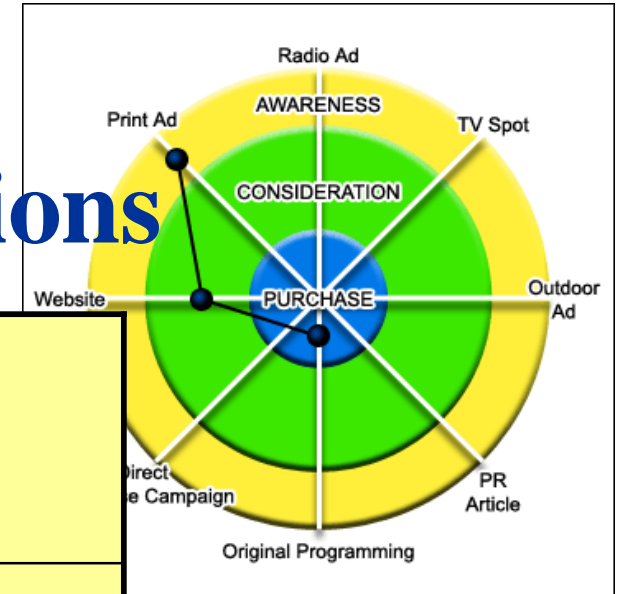 Radio Ad
AWARENESS
Print Ad
TV Spot
CONSIDERATION
ions
Website
PURCHASE
Outdoor
Ad
Direct
se Campaign
PR
Article
Original Programming